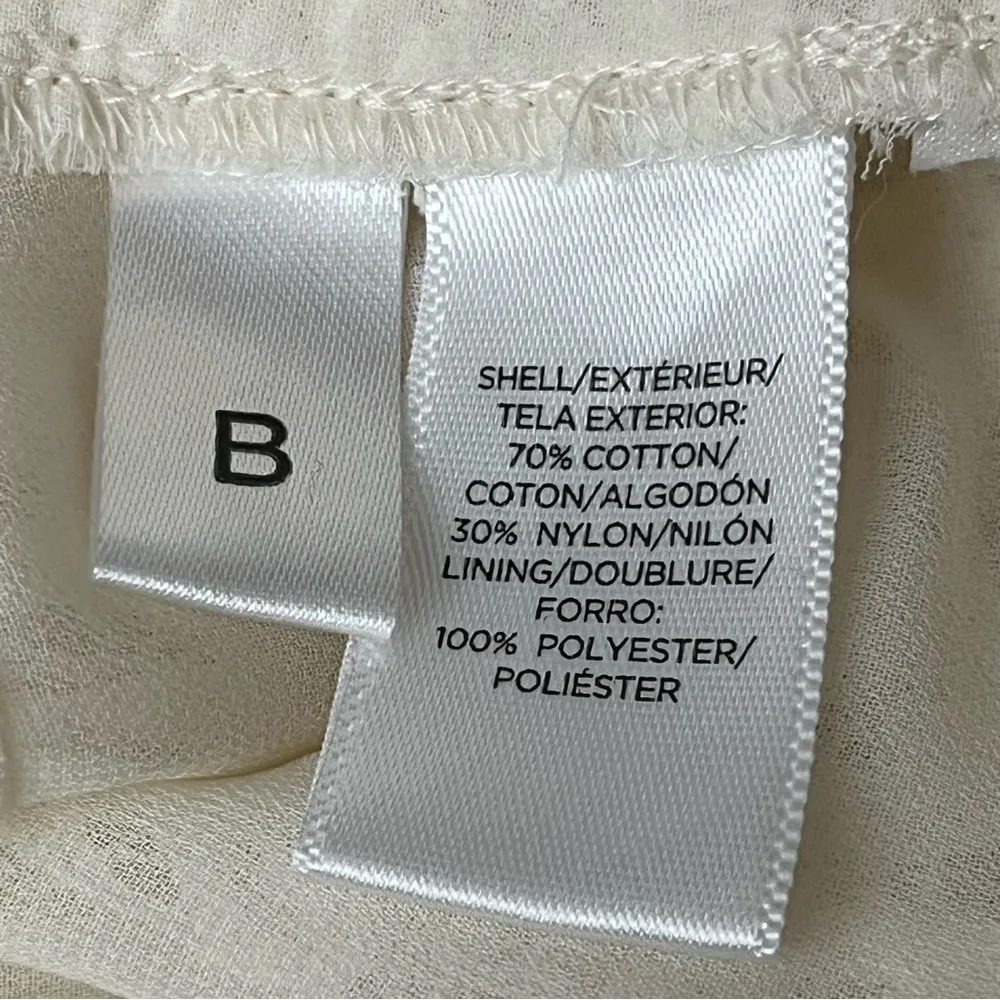 B
SHELL/EXTÉRIEUR/
TELA EXTERIOR:
70% COTTON/
COTON/ALGODÓN
30% NYLON/NILÓN
LINING/DOUBLURE/
FORRO:
100% POLYESTER/
POLIÉSTER